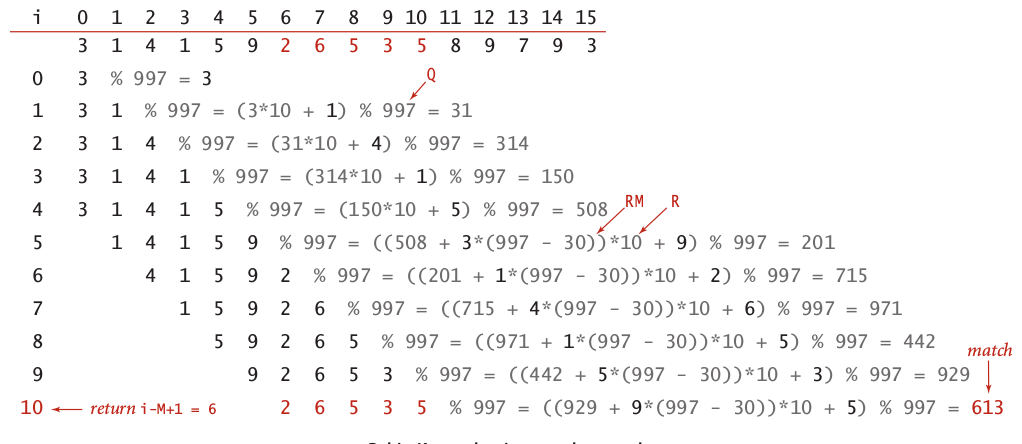 i 0 1 2 3 4 5 6 7 8 9 10 11 12 13 14 15
3 1 4 1 5 9 2 6 5 3 5 8 9 7 9 3
0 3 % 997 = 3
Q
1 3 1 % 997 = (3*10 + 1) % 997 = 31
2 3 1 4 % 997 = (31*10 + 4) % 997 = 314
3 3 1 4 1 % 997 = (314*10 + 1) % 997 = 150
4 3 1 4 1 5 % 997 = (150*10 + 5) % 997 = 508
RM R
5 1 4 1 5 9 % 997 = ((508 + 3*(997 - 30))*10 + 9) % 997 = 201
6 4 1 5 9 2 % 997 = ((201 + 1*(997 - 30))*10 + 2) % 997 = 715
7 1 5 9 2 6 % 997 = ((715 + 4*(997 - 30))*10 + 6) % 997 = 971
8 5 9 2 6 5 % 997 = ((971 + 1*(997 - 30))*10 + 5) % 997 = 442
match
9 9 2 6 5 3 % 997 = ((442 + 5*(997 - 30))*10 + 3) % 997 = 929
10 return i-M+1 = 6 2 6 5 3 5 % 997 = ((929 + 9*(997 - 30))*10 + 5) % 997 = 613